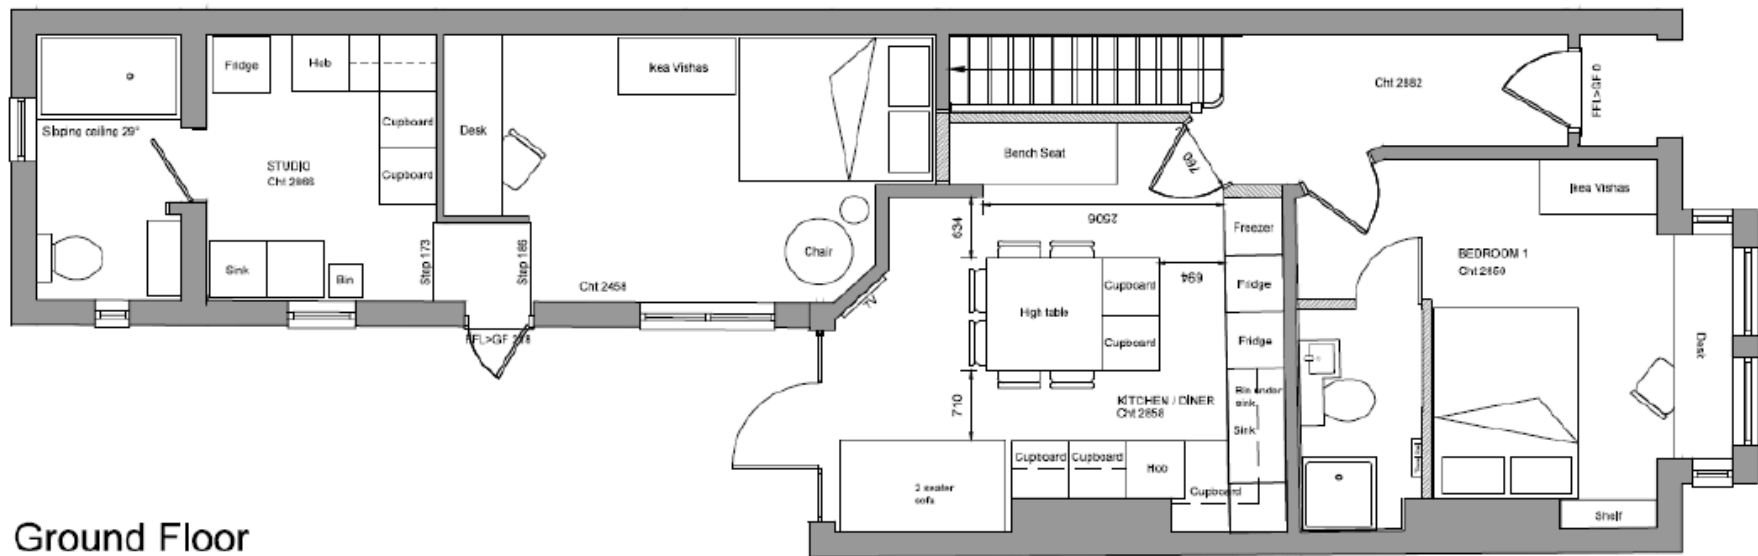 Sloping ceiling 29°
Fridge
Hob
Cupboard
Cupboard
STUDIO
Cht 2866
Sink
Bin
Step 173
Step 186
Desk
Ikea Vishas
Chair
Cht 2458
TV
Bench Seat
760
Cht 2882
FFL>GF 0
2506
634
694
710
High table
Cupboard
Cupboard
Freezer
Fridge
Fridge
Bin under
sink
Sink
KITCHEN / DINER
Cht 2858
2 seater
sofa
Cupboard
Cupboard
Hob
Cupboard
Ikea Vishas
BEDROOM 1
Cht 2850
Desk
Shelf
Ground Floor